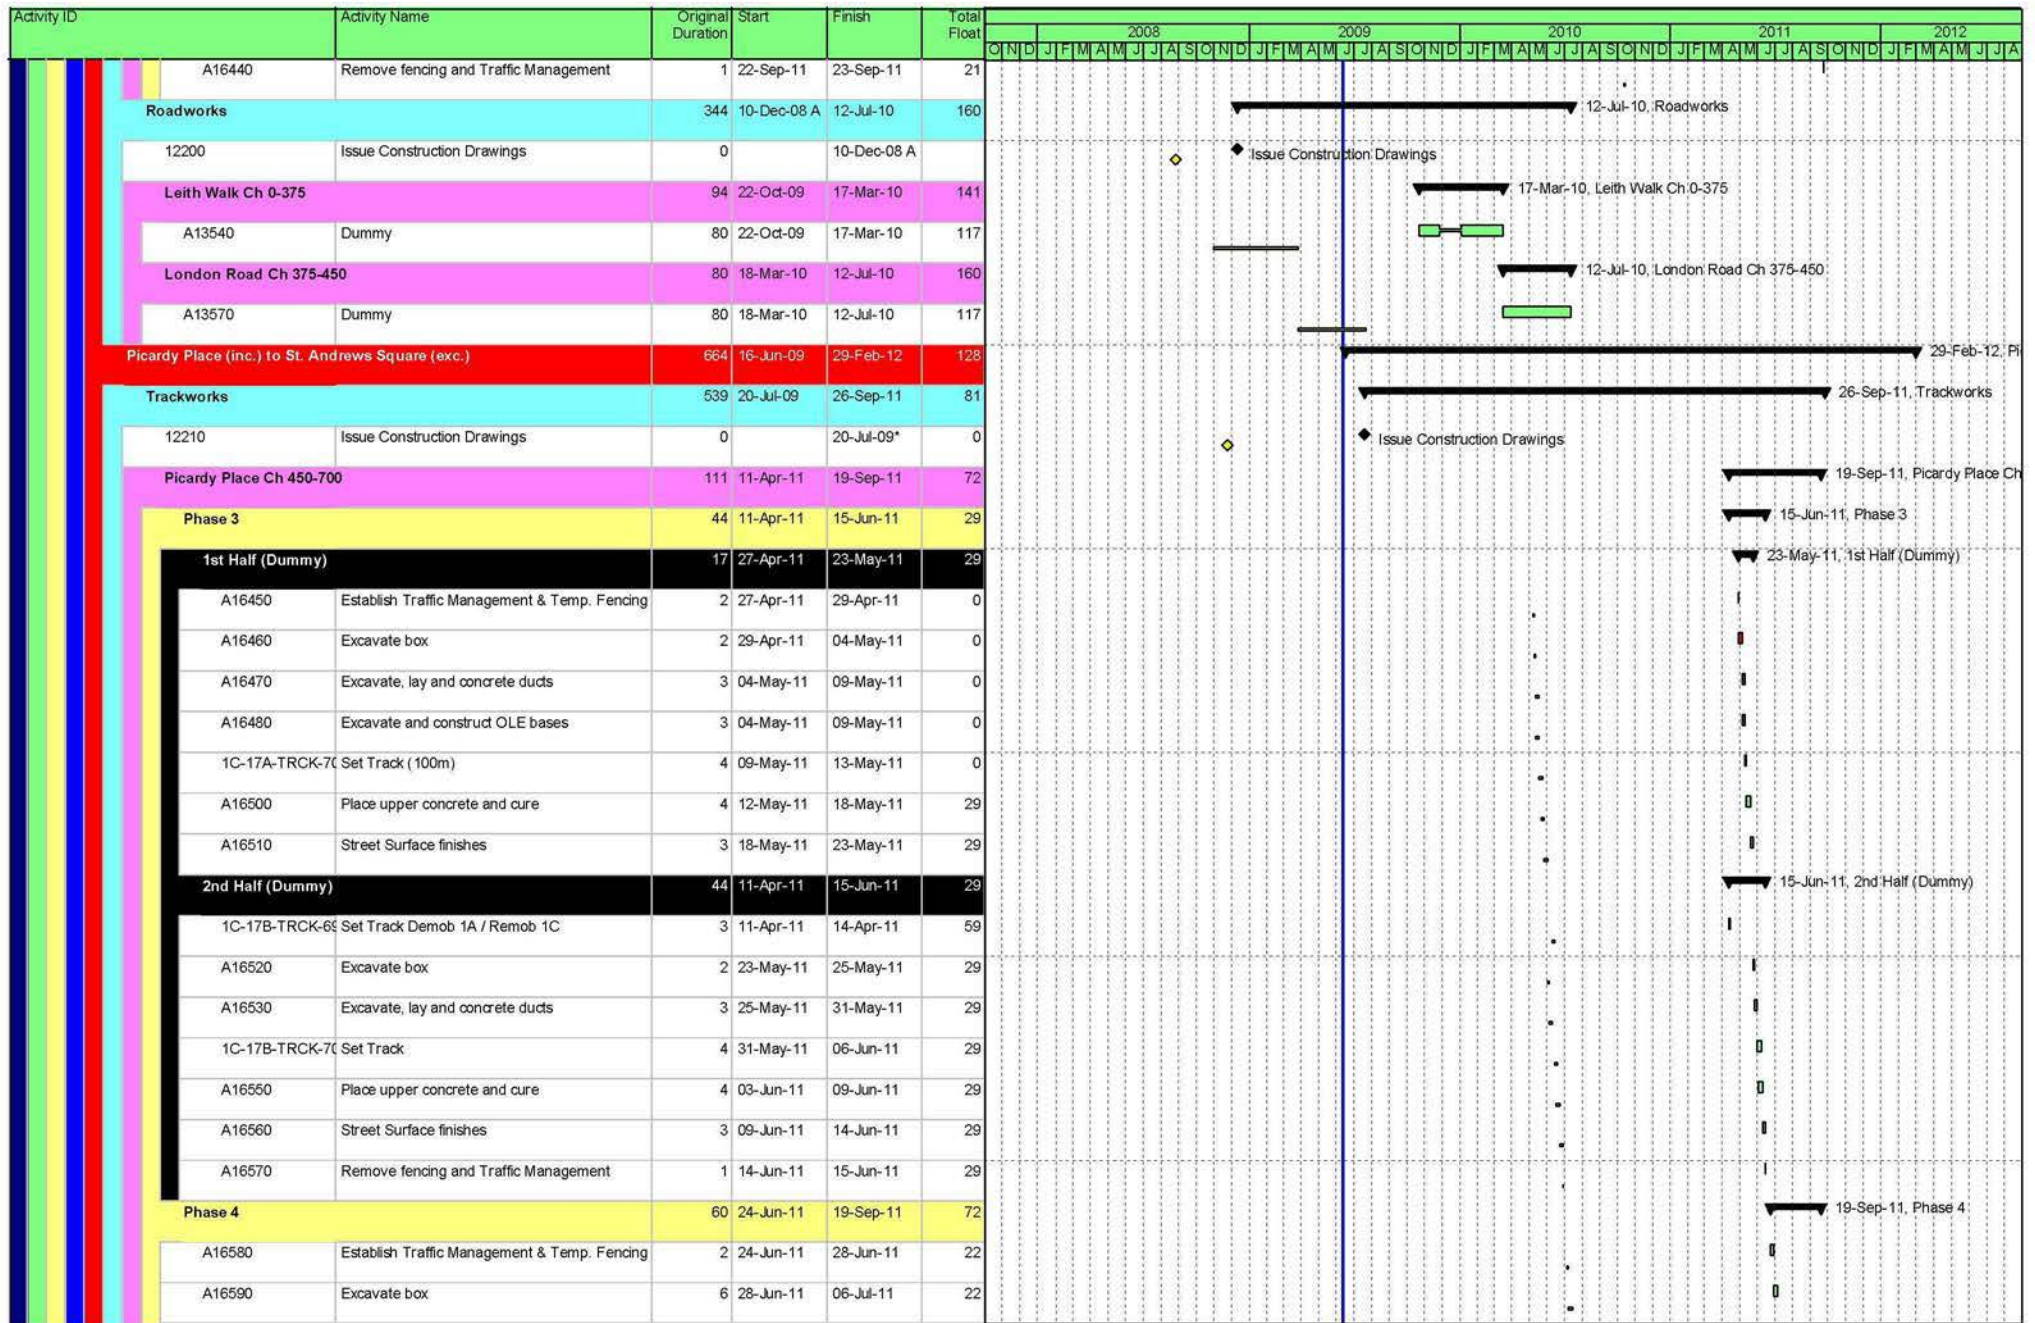 Activity ID Activity Name Original Duration Start Finish Total Float
2008 2009 2010 2011 2012
O N D J F M A M J J A S O N D J F M A M J J A S O N D J F M A M J J A S O N D J F M A M J J A S O N D J F M A M J J A
A16440 Remove fencing and Traffic Management 1 22-Sep-11 23-Sep-11 21
Roadworks 344 10-Dec-08 A 12-Jul-10 160 12-Jul-10, Roadworks
12200 Issue Construction Drawings 0 10-Dec-08 A Issue Construction Drawings
Leith Walk Ch 0-375 94 22-Oct-09 17-Mar-10 141 17-Mar-10, Leith Walk Ch 0-375
A13540 Dummy 80 22-Oct-09 17-Mar-10 117
London Road Ch 375-450 80 18-Mar-10 12-Jul-10 160 12-Jul-10, London Road Ch 375-450
A13570 Dummy 80 18-Mar-10 12-Jul-10 117
Picardy Place (inc.) to St. Andrews Square (exc.) 664 16-Jun-09 29-Feb-12 128 29-Feb-12, Pi
Trackworks 539 20-Jul-09 26-Sep-11 81 26-Sep-11, Trackworks
12210 Issue Construction Drawings 0 20-Jul-09* 0 Issue Construction Drawings
Picardy Place Ch 450-700 111 11-Apr-11 19-Sep-11 72 19-Sep-11, Picardy Place Ch
Phase 3 44 11-Apr-11 15-Jun-11 29 15-Jun-11, Phase 3
1st Half (Dummy) 17 27-Apr-11 23-May-11 29 23-May-11, 1st Half (Dummy)
A16450 Establish Traffic Management & Temp. Fencing 2 27-Apr-11 29-Apr-11 0
A16460 Excavate box 2 29-Apr-11 04-May-11 0
A16470 Excavate, lay and concrete ducts 3 04-May-11 09-May-11 0
A16480 Excavate and construct OLE bases 3 04-May-11 09-May-11 0
1C-17A-TRCK-70 Set Track (100m) 4 09-May-11 13-May-11 0
A16500 Place upper concrete and cure 4 12-May-11 18-May-11 29
A16510 Street Surface finishes 3 18-May-11 23-May-11 29
2nd Half (Dummy) 44 11-Apr-11 15-Jun-11 29 15-Jun-11, 2nd Half (Dummy)
1C-17B-TRCK-69 Set Track Demob 1A / Remob 1C 3 11-Apr-11 14-Apr-11 59
A16520 Excavate box 2 23-May-11 25-May-11 29
A16530 Excavate, lay and concrete ducts 3 25-May-11 31-May-11 29
1C-17B-TRCK-70 Set Track 4 31-May-11 06-Jun-11 29
A16550 Place upper concrete and cure 4 03-Jun-11 09-Jun-11 29
A16560 Street Surface finishes 3 09-Jun-11 14-Jun-11 29
A16570 Remove fencing and Traffic Management 1 14-Jun-11 15-Jun-11 29
Phase 4 60 24-Jun-11 19-Sep-11 72 19-Sep-11, Phase 4
A16580 Establish Traffic Management & Temp. Fencing 2 24-Jun-11 28-Jun-11 22
A16590 Excavate box 6 28-Jun-11 06-Jul-11 22